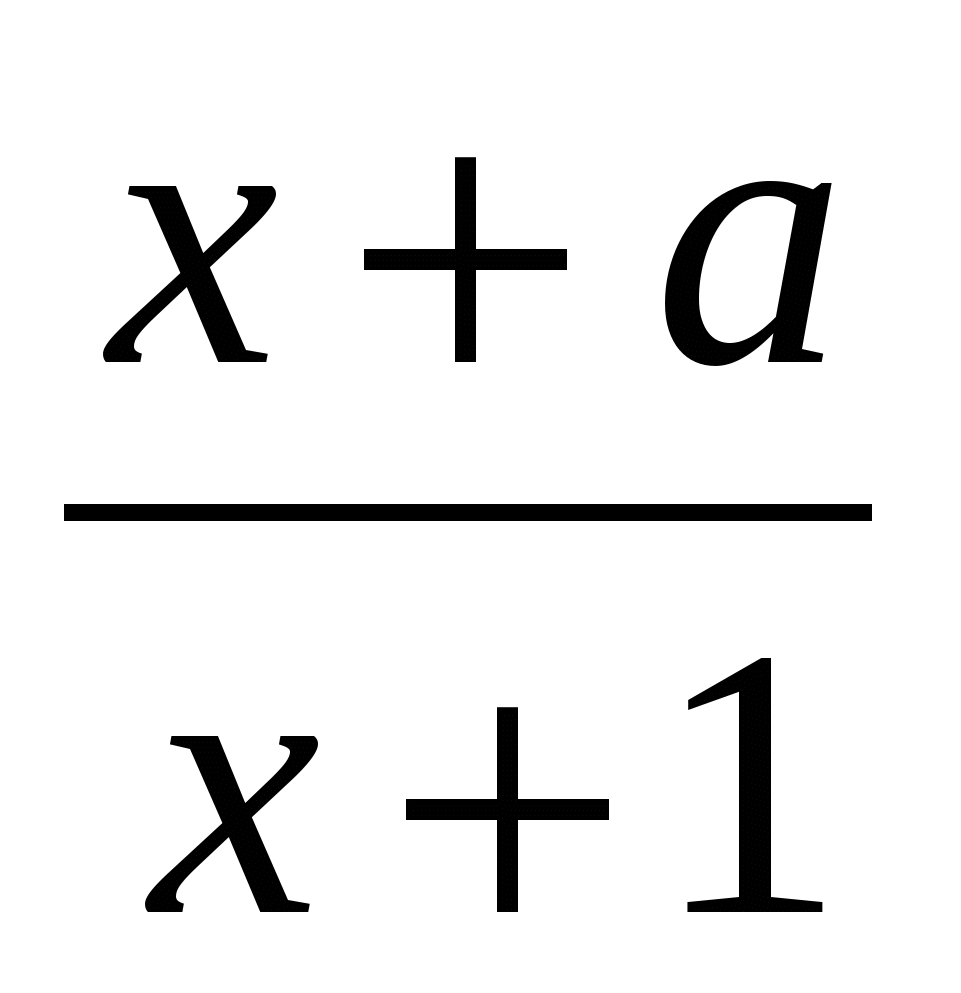 x + a
x + 1